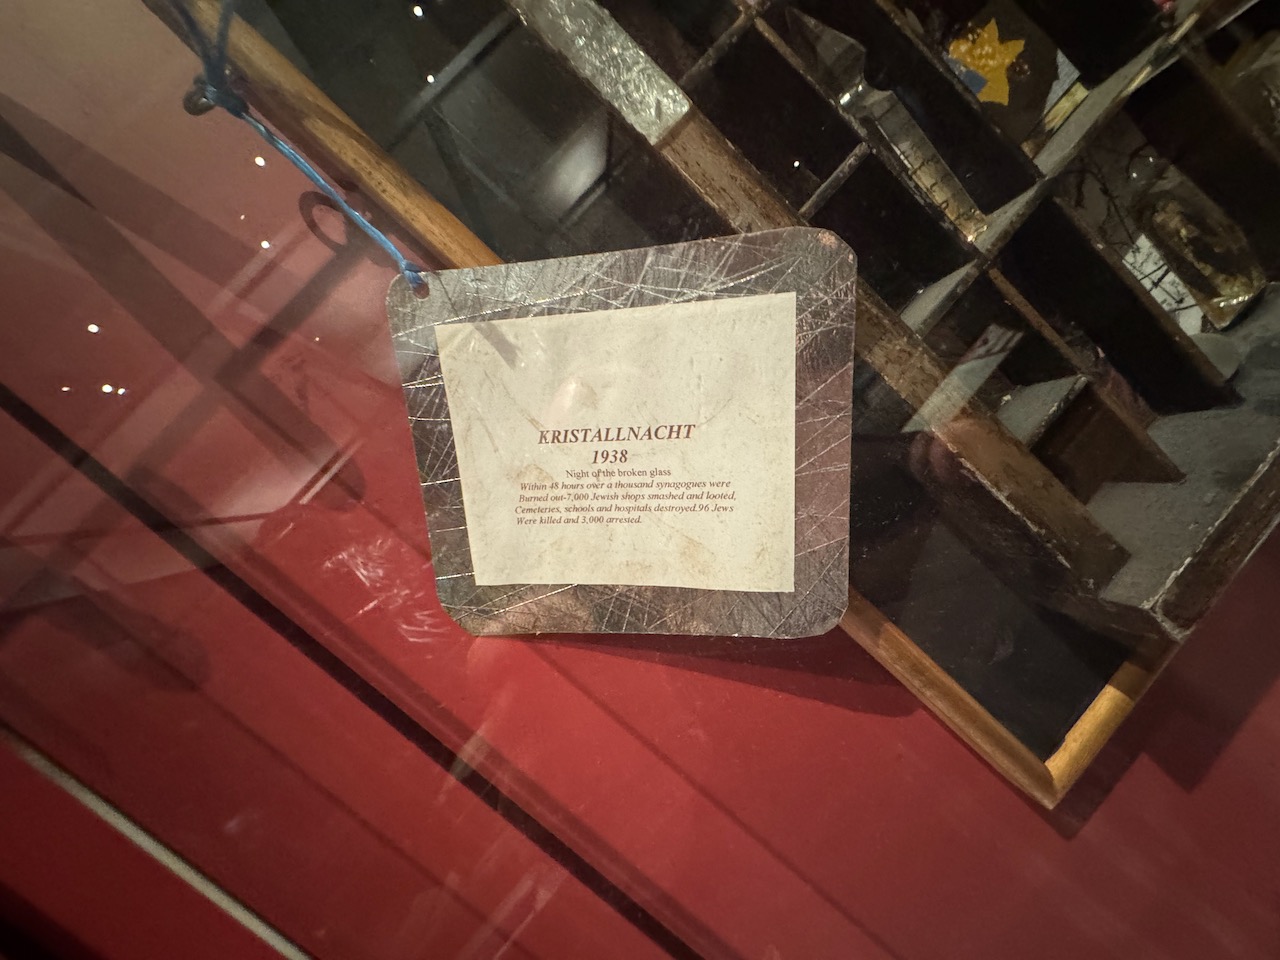 KRISTALLNACHT
1938
Night of the broken glass
Within 48 hours over a thousand synagogues were
Burned out-7,000 Jewish shops smashed and looted,
Cemeteries, schools and hospitals destroyed.96 Jews
Were killed and 3,000 arrested.